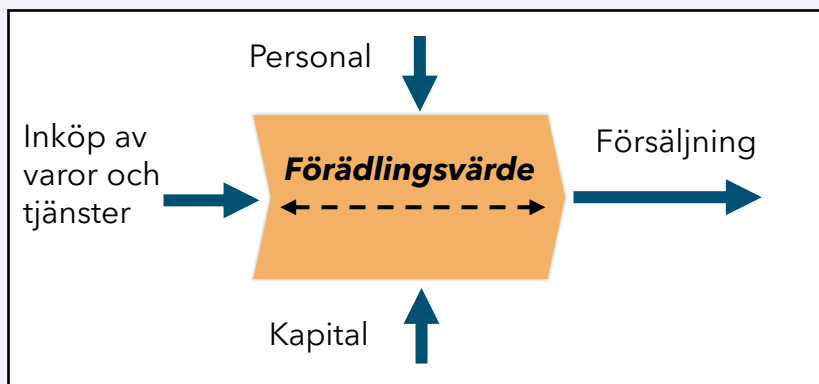 Personal
Inköp av
varor och
tjänster
Förädlingsvärde
Försäljning
Kapital